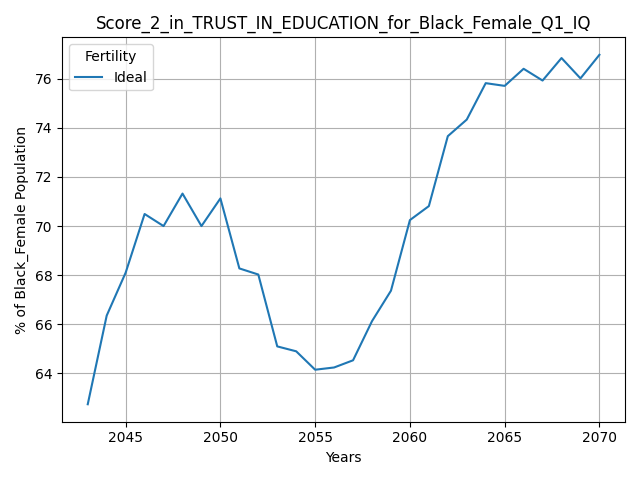 Score_2_in_TRUST_IN_EDUCATION_for_Black_Female_Q1_IQ
Fertility
Ideal
% of Black_Female Population
76
74
72
70
68
66
64
2045 2050 2055 2060 2065 2070
Years